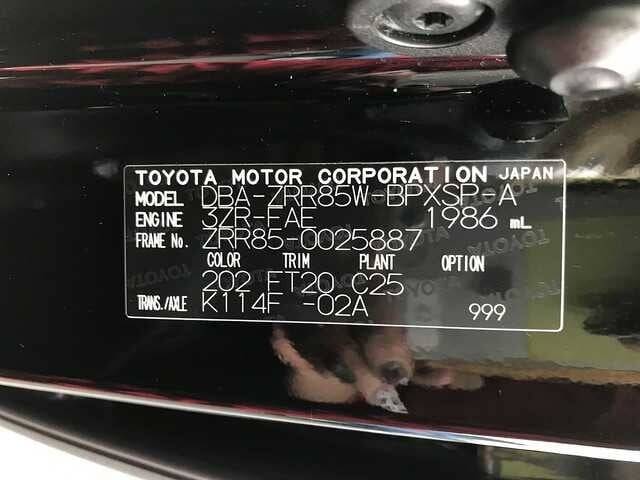 TOYOTA MOTOR CORPORATION JAPAN
MODEL DBA-ZRR85W-BPXSP-A
ENGINE 3ZR-FAE 1986 mL
FRAME No. ZRR85-0025887
COLOR TRIM PLANT OPTION
202 FT20 C25
TRANS./AXLE K114F -02A 999